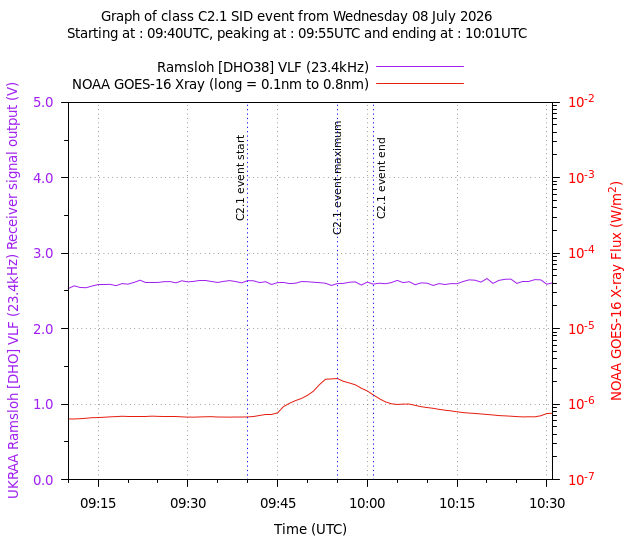 Graph of class C2.1 SID event from Wednesday 08 July 2026
Starting at : 09:40UTC, peaking at : 09:55UTC and ending at : 10:01UTC
Ramsloh [DHO38] VLF (23.4kHz)
NOAA GOES-16 Xray (long = 0.1nm to 0.8nm)
UKRAA Ramsloh [DHO] VLF (23.4kHz) Receiver signal output (V)
5.0
4.0
3.0
2.0
1.0
0.0
C2.1 event start
C2.1 event maximum
C2.1 event end
10-2
10-3
10-4
10-5
10-6
10-7
NOAA GOES-16 X-ray Flux (W/m2)
09:15 09:30 09:45 10:00 10:15 10:30
Time (UTC)